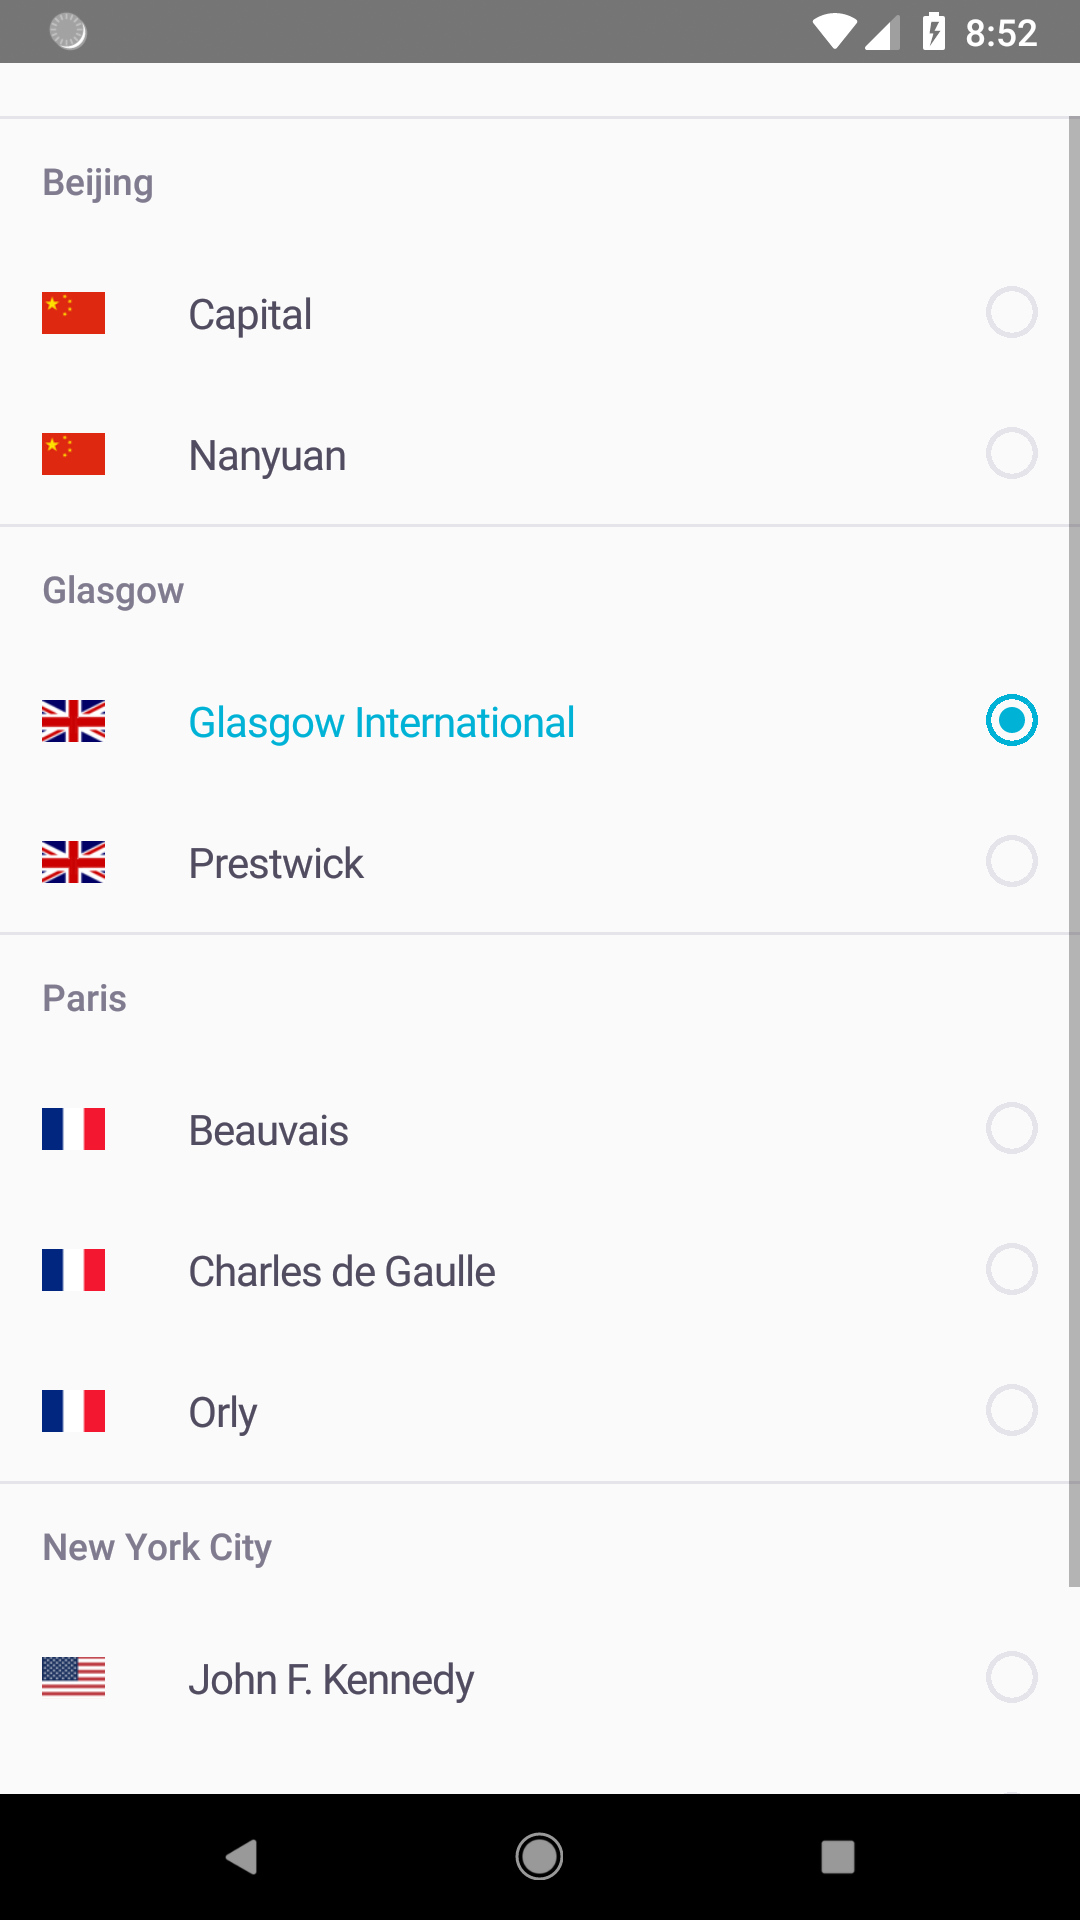 8:52
Beijing
Capital
Nanyuan
Glasgow
Glasgow International
Prestwick
Paris
Beauvais
Charles de Gaulle
Orly
New York City
John F. Kennedy